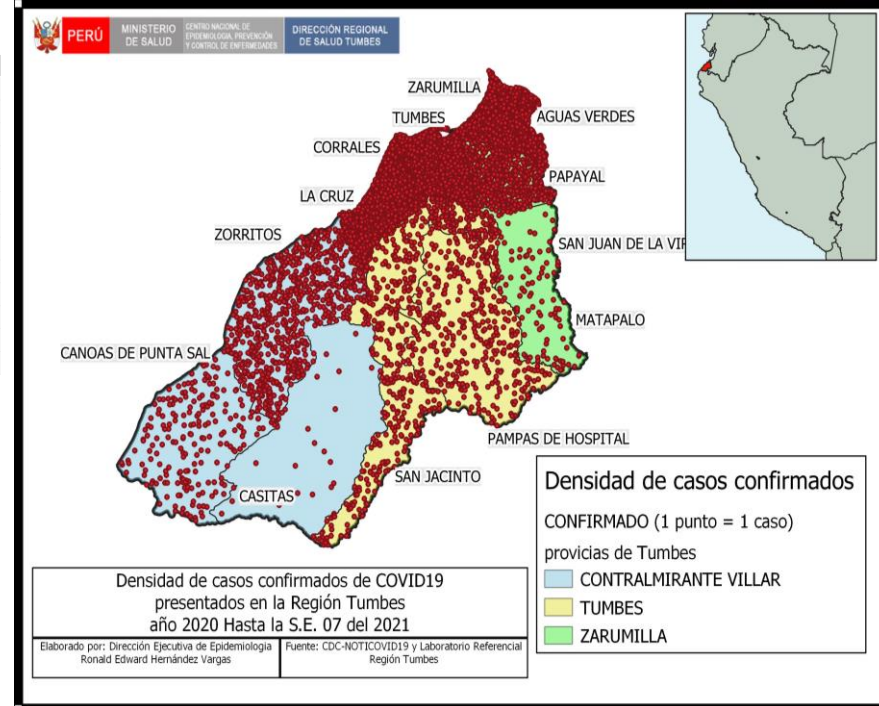 PERÚ
MINISTERIO
DE SALUD
CENTRO NACIONAL DE
EPIDEMIOLOGIA, PREVENCIÓN
Y CONTROL DE ENFERMEDADES
DIRECCIÓN REGIONAL
DE SALUD TUMBES
ZARUMILLA
TUMBES
AGUAS VERDES
CORRALES
PAPAYAL
LA CRUZ
ZORRITOS
SAN JUAN DE LA VIR
MATAPALO
CANOAS DE PUNTA SAL
PAMPAS DE HOSPITAL
SAN JACINTO
CASITAS
Densidad de casos confirmados
CONFIRMADO (1 punto = 1 caso)
provicias de Tumbes
CONTRALMIRANTE VILLAR
TUMBES
ZARUMILLA
Densidad de casos confirmados de COVID19
presentados en la Región Tumbes
año 2020 Hasta la S.E. 07 del 2021
Elaborado por: Dirección Ejecutiva de Epidemiologia
Ronald Edward Hernández Vargas
Fuente: CDC-NOTICOVID19 y Laboratorio Referencial
Región Tumbes